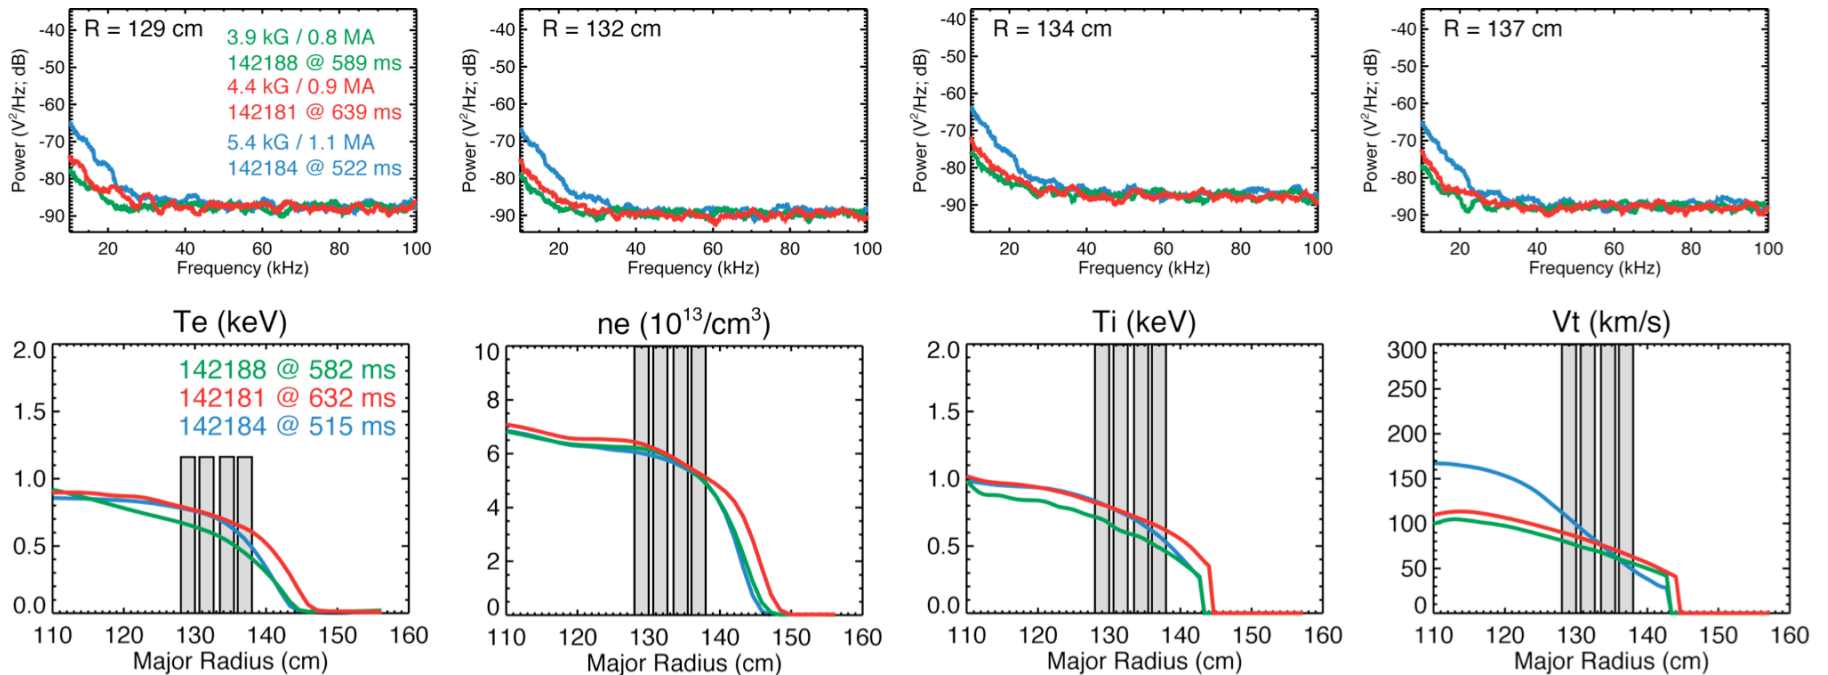 R = 129 cm
3.9 kG / 0.8 MA
142188 @ 589 ms
4.4 kG / 0.9 MA
142181 @ 639 ms
5.4 kG / 1.1 MA
142184 @ 522 ms
Power (V²/Hz; dB)
-40
-50
-60
-70
-80
-90
20 40 60 80 100
Frequency (kHz)
R = 132 cm
Power (V²/Hz; dB)
-40
-50
-60
-70
-80
-90
20 40 60 80 100
Frequency (kHz)
R = 134 cm
Power (V²/Hz; dB)
-40
-50
-60
-70
-80
-90
20 40 60 80 100
Frequency (kHz)
R = 137 cm
Power (V²/Hz; dB)
-40
-50
-60
-70
-80
-90
20 40 60 80 100
Frequency (kHz)
Te (keV)
142188 @ 582 ms
142181 @ 632 ms
142184 @ 515 ms
2.0
1.5
1.0
0.5
0.0
110 120 130 140 150 160
Major Radius (cm)
ne (10¹³/cm³)
10
8
6
4
2
0
110 120 130 140 150 160
Major Radius (cm)
Ti (keV)
2.0
1.5
1.0
0.5
0.0
110 120 130 140 150 160
Major Radius (cm)
Vt (km/s)
300
250
200
150
100
50
0
110 120 130 140 150 160
Major Radius (cm)